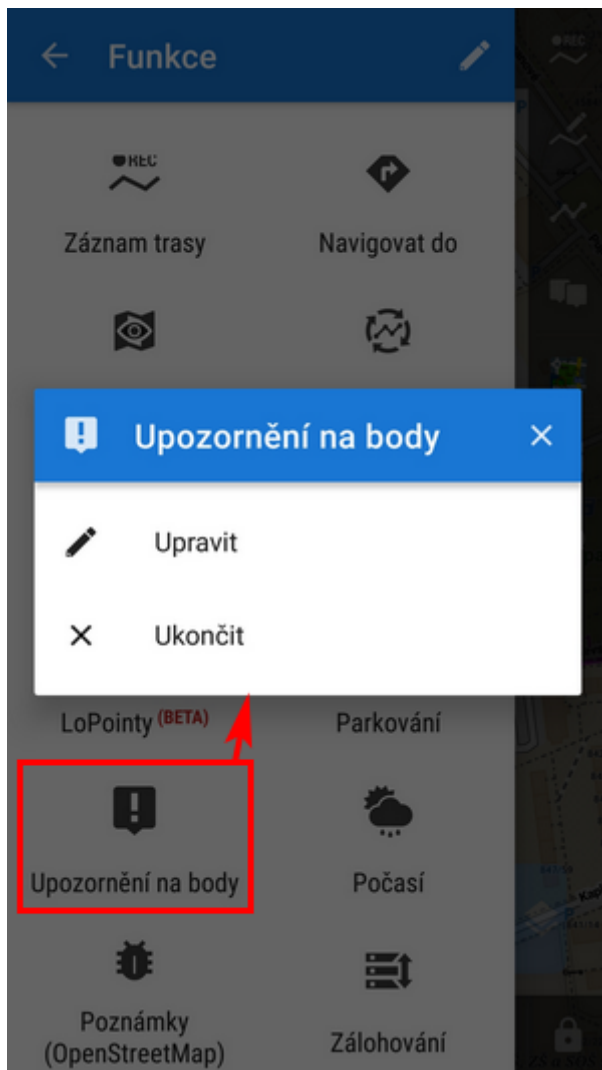 Funkce
REC
REC
Záznam trasy
Navigovat do
Upozornění na body
Upravit
Ukončit
LoPointy (BETA)
Parkování
Upozornění na body
Počasí
Poznámky
(OpenStreetMap)
Zálohování